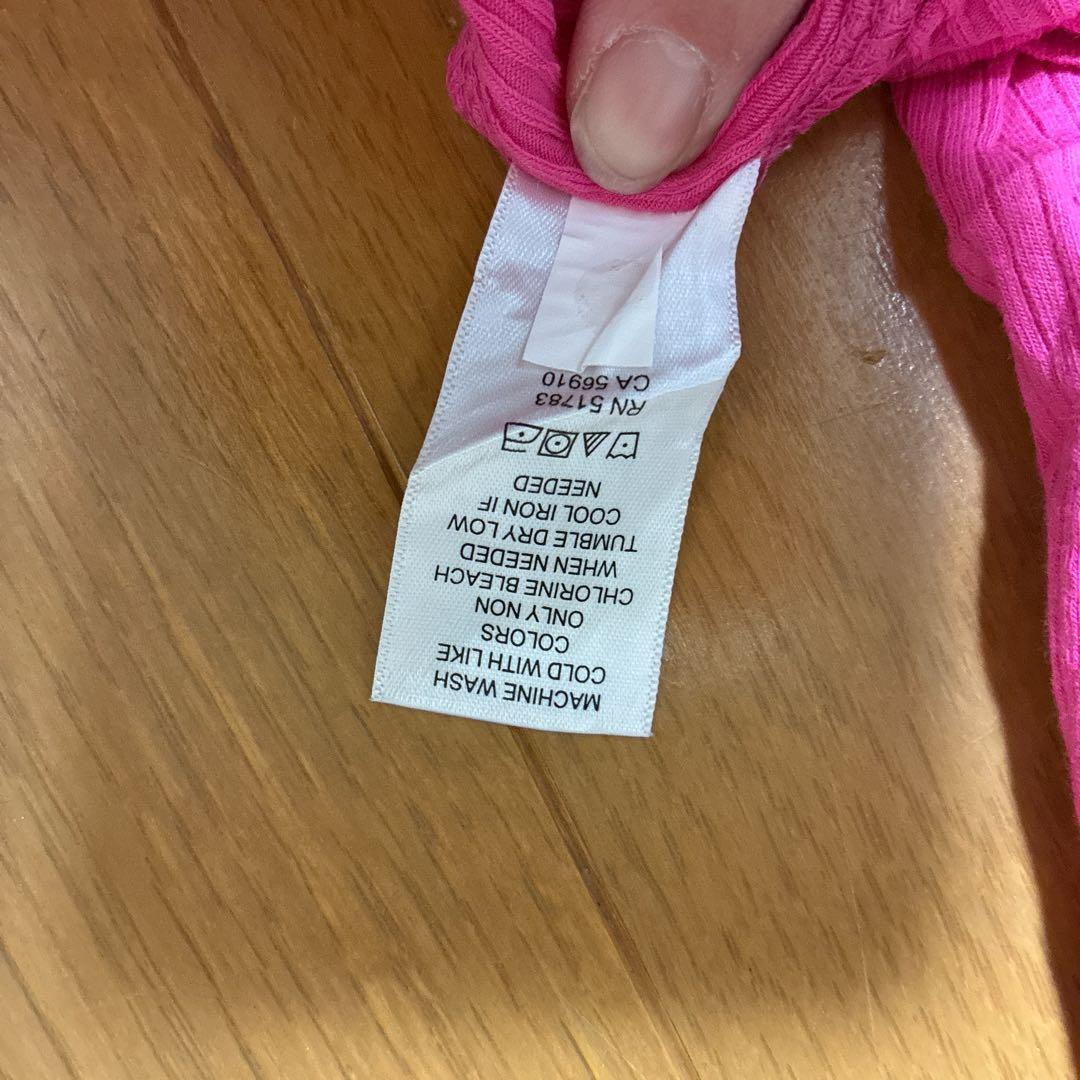 MACHINE WASH
COLD WITH LIKE
COLORS
ONLY NON
CHLORINE BLEACH
WHEN NEEDED
TUMBLE DRY LOW
COOL IRON IF
NEEDED
RN 51783
CA 56910